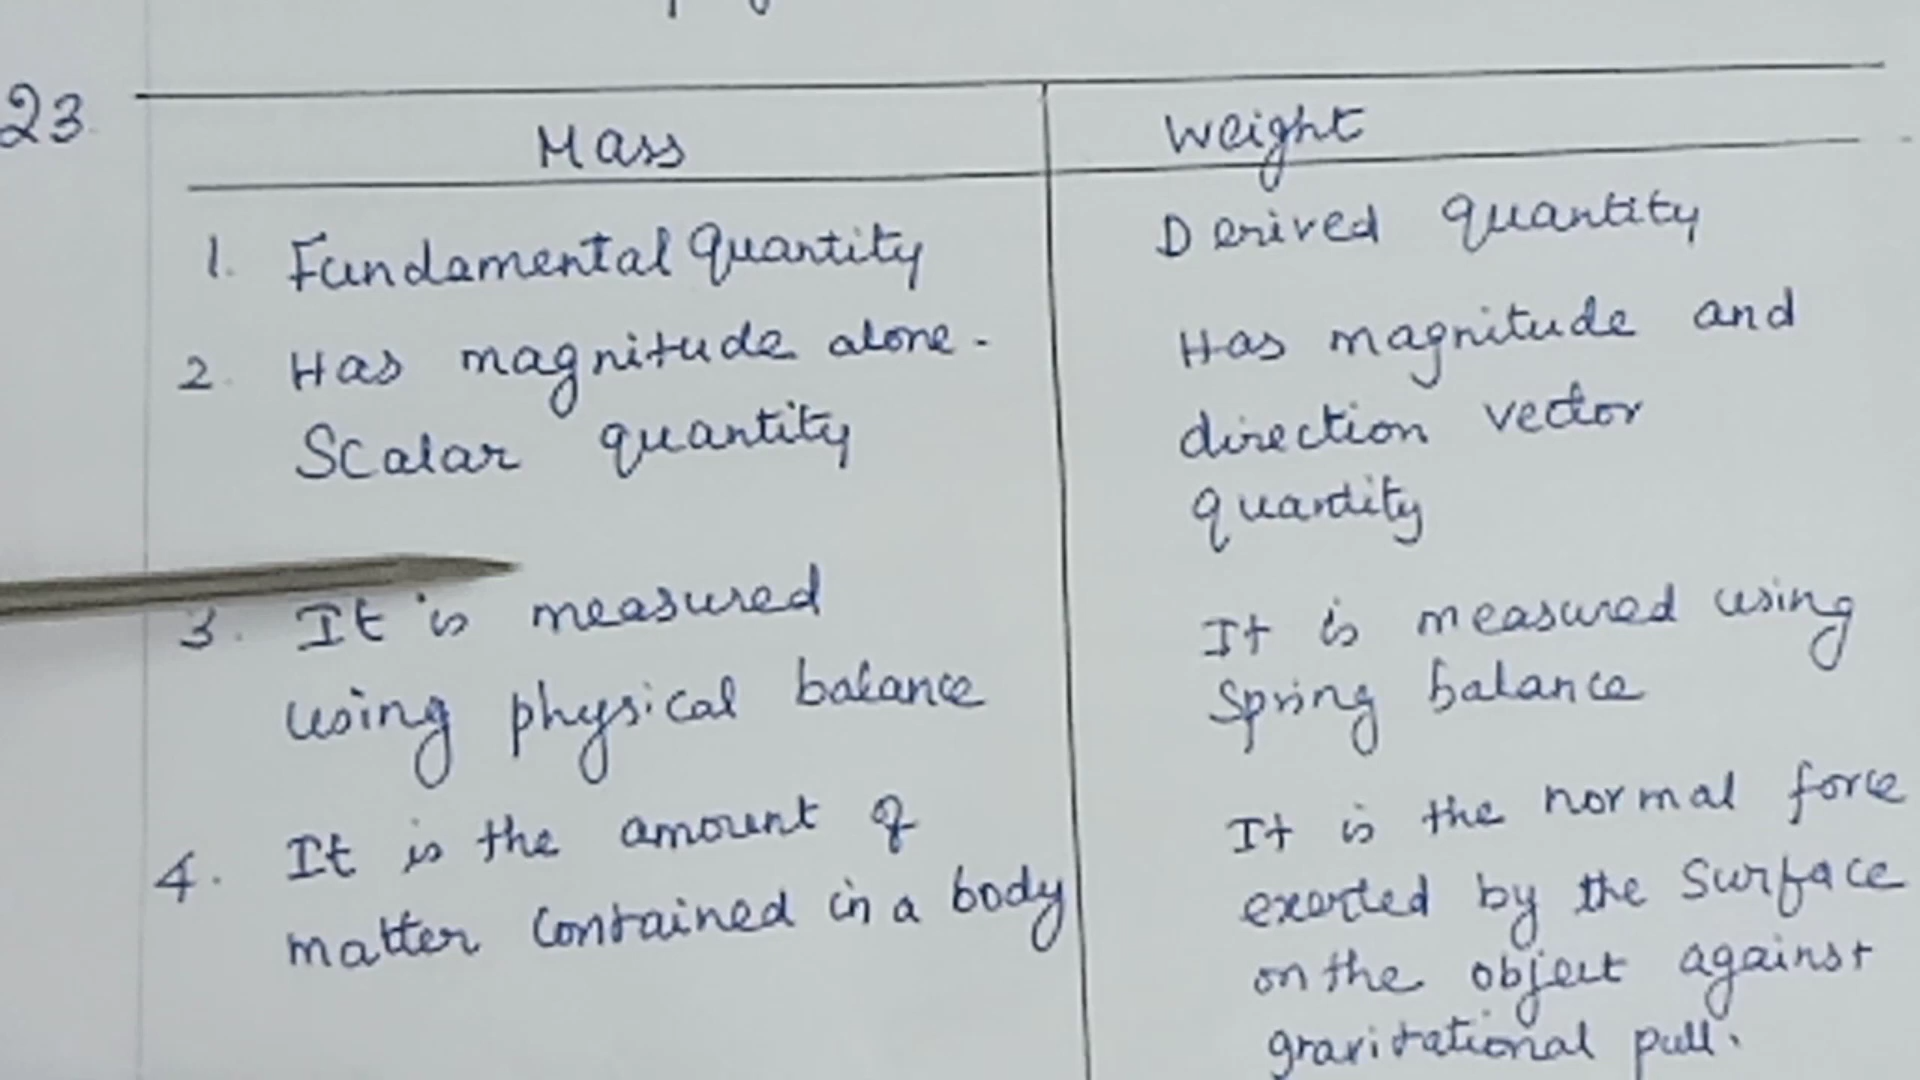 23
Mass
Weight
1. Fundamental Quantity
Derived quantity
2. Has magnitude alone -
Scalar quantity
Has magnitude and
direction vector
quantity
3. It is measured
using physical balance
It is measured using
Spring balance
4. It is the amount of
matter contained in a body
It is the normal force
exerted by the surface
on the object against
gravitational pull.